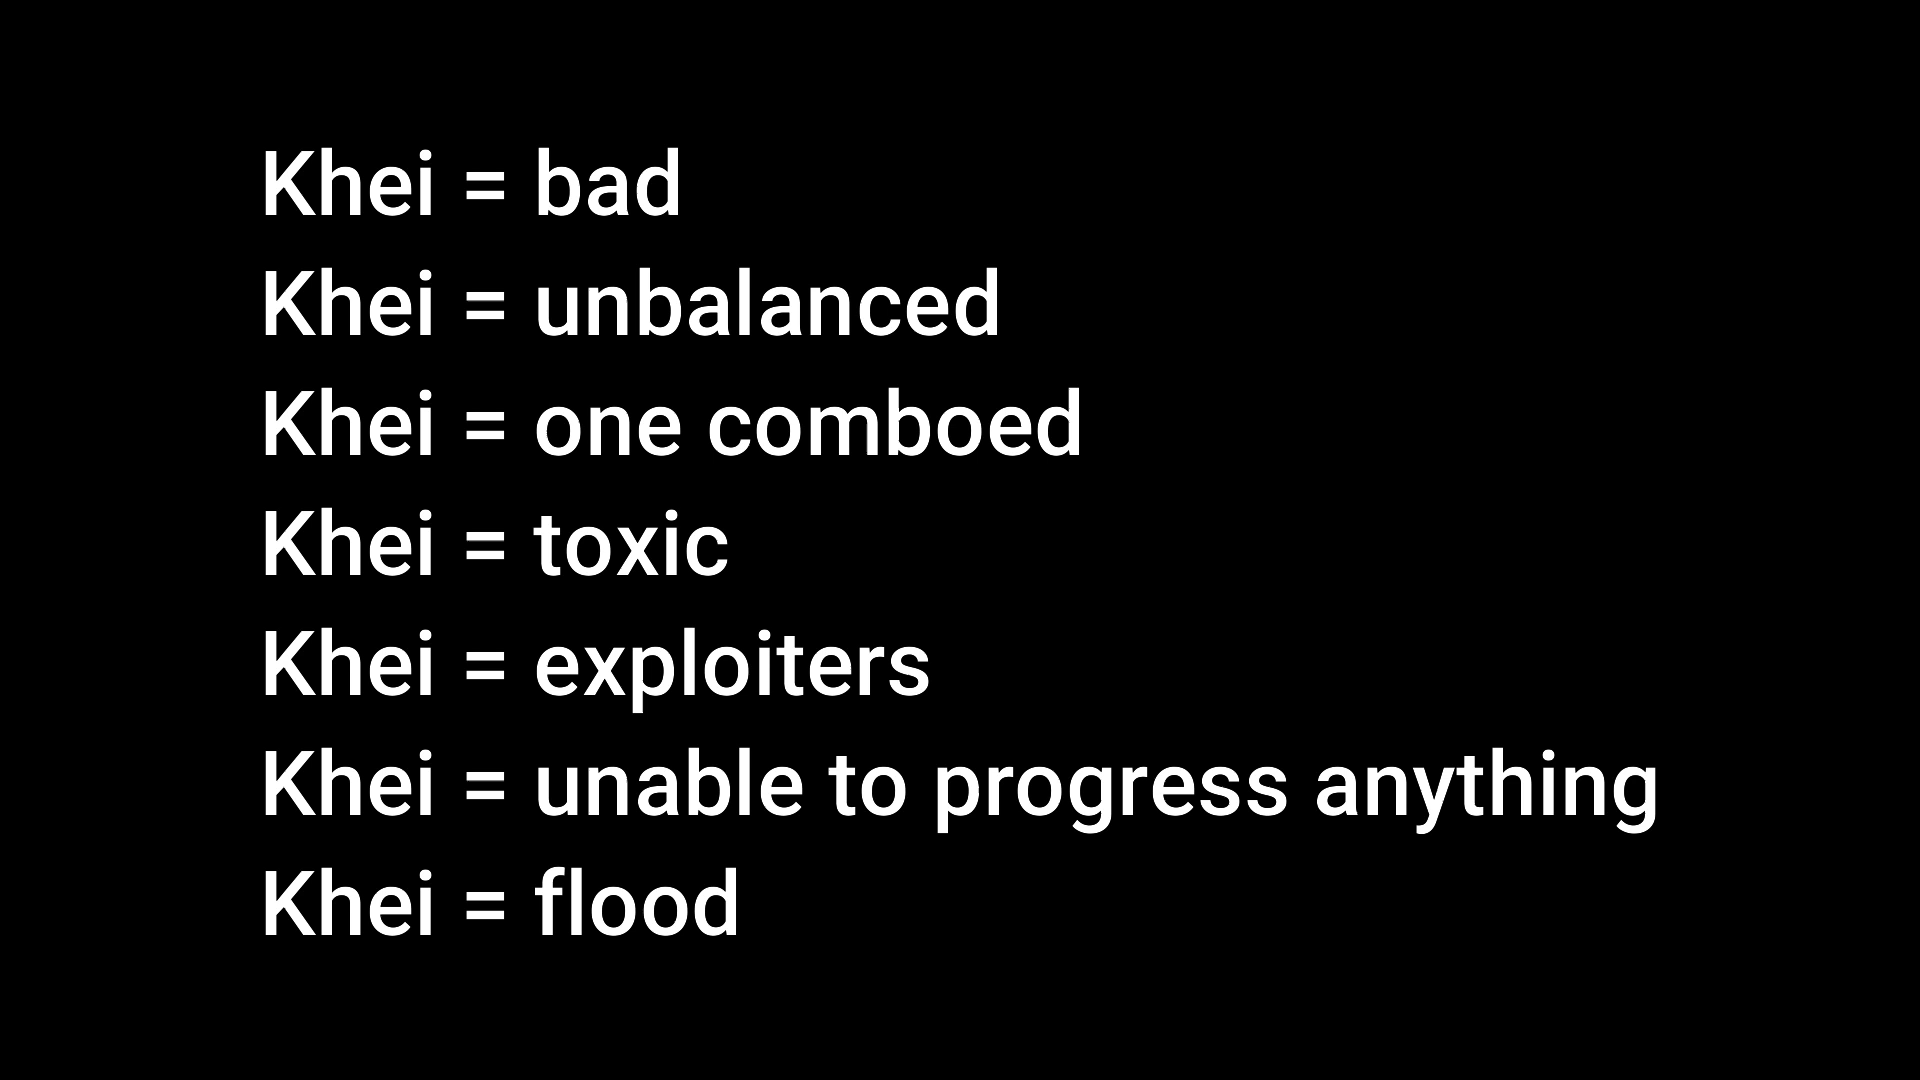 Khei = bad
Khei = unbalanced
Khei = one comboed
Khei = toxic
Khei = exploiters
Khei = unable to progress anything
Khei = flood